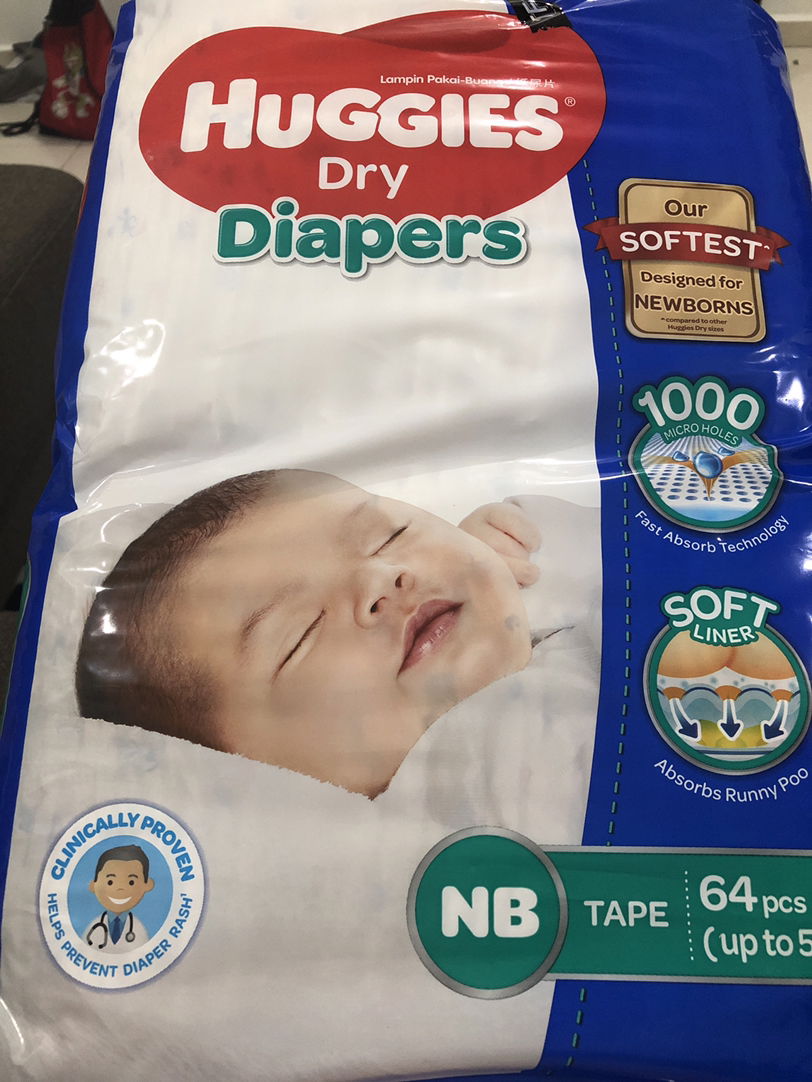 Lampin Pakai-Buang
HUGGIES®
Dry
Diapers
Our
SOFTEST^
Designed for
NEWBORNS
^compared to other
Huggies Dry sizes
1000
MICRO HOLES
Fast Absorb Technology
SOFT
LINER
Absorbs Runny Poo
CLINICALLY PROVEN
HELPS PREVENT DIAPER RASH¹
NB
TAPE
64 pcs
(up to 5